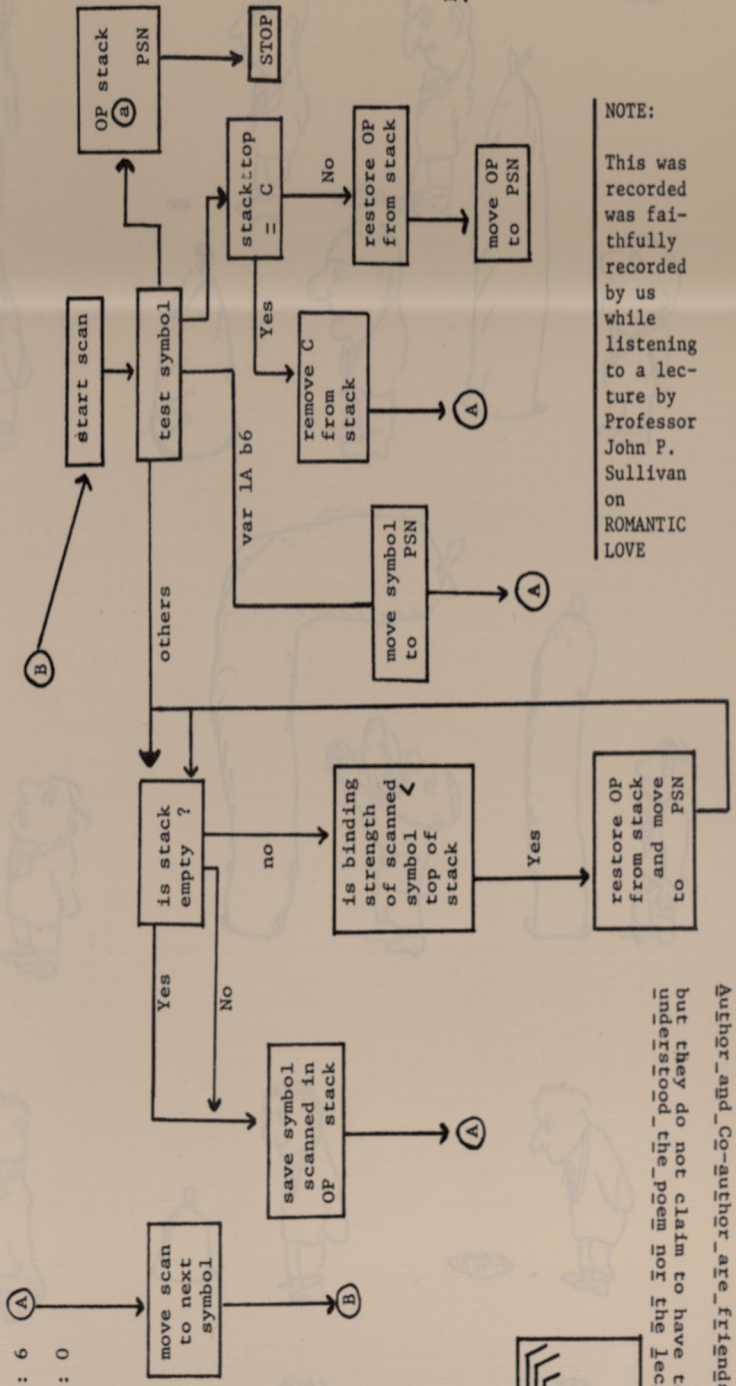 B
start scan
test symbol
OP stack
a PSN
STOP
stack:top
= C
No
restore OP
from stack
move OP
to PSN
Yes
remove C
from
stack
A
var 1A b6
move symbol
to PSN
A
others
is stack
empty ?
no
is binding
strength
of scanned
symbol <
top of
stack
Yes
restore OP
from stack
and move
to PSN
Yes
No
save symbol
scanned in
OP stack
A
A
move scan
to next
symbol
B
: 6
: 0
NOTE:
This was
recorded
was fai-
thfully
recorded
by us
while
listening
to a lec-
ture by
Professor
John P.
Sullivan
on
ROMANTIC
LOVE
Author and Co-author are friends
but they do not claim to have
understood the poem nor the